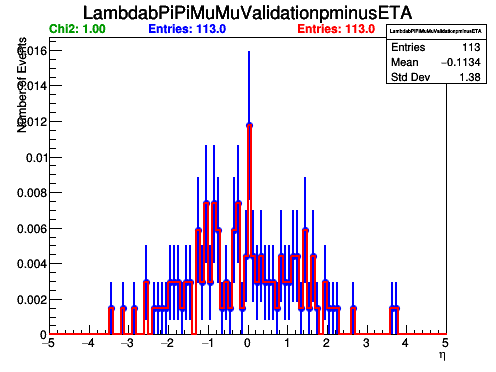 LambdabPiPiMuMuValidationpminusETA
Chi2: 1.00 Entries: 113.0 Entries: 113.0
LambdabPiPiMuMuValidationpminusETA
Entries 113
Mean −0.1134
Std Dev 1.38
Number of Events
0.016
0.014
0.012
0.01
0.008
0.006
0.004
0.002
0
−5 −4 −3 −2 −1 0 1 2 3 4 5
η